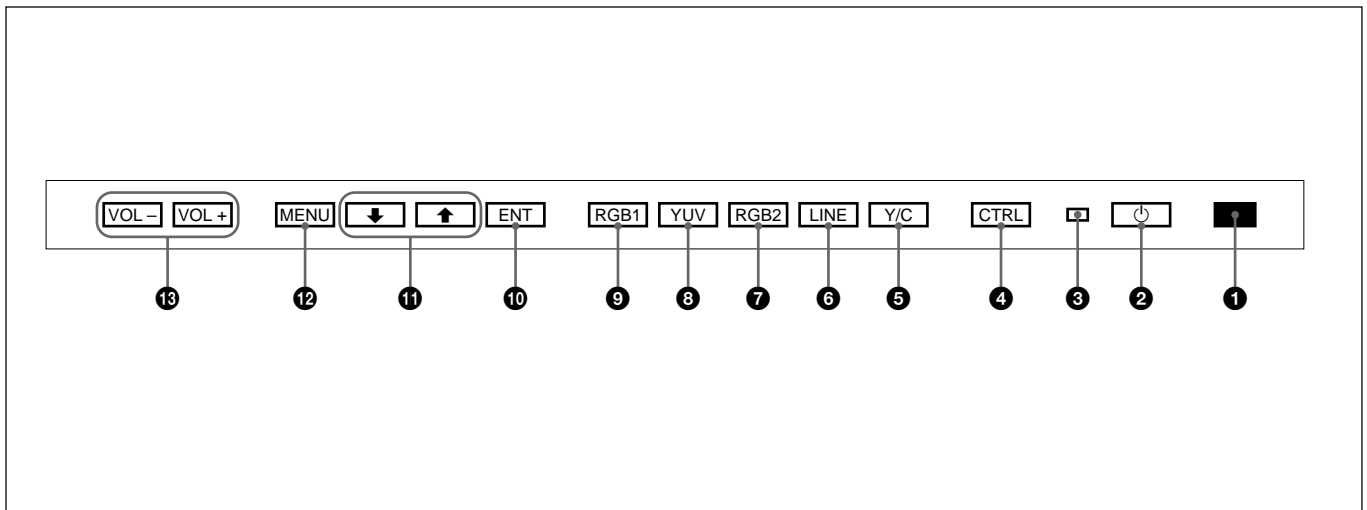 VOL – VOL + MENU ⬇ ⬆ ENT RGB1 YUV RGB2 LINE Y/C CTRL ⏻
⓭ ⓬ ⓫ ❿ ❾ ❽ ❼ ❻ ❺ ❹ ❸ ❷ ❶